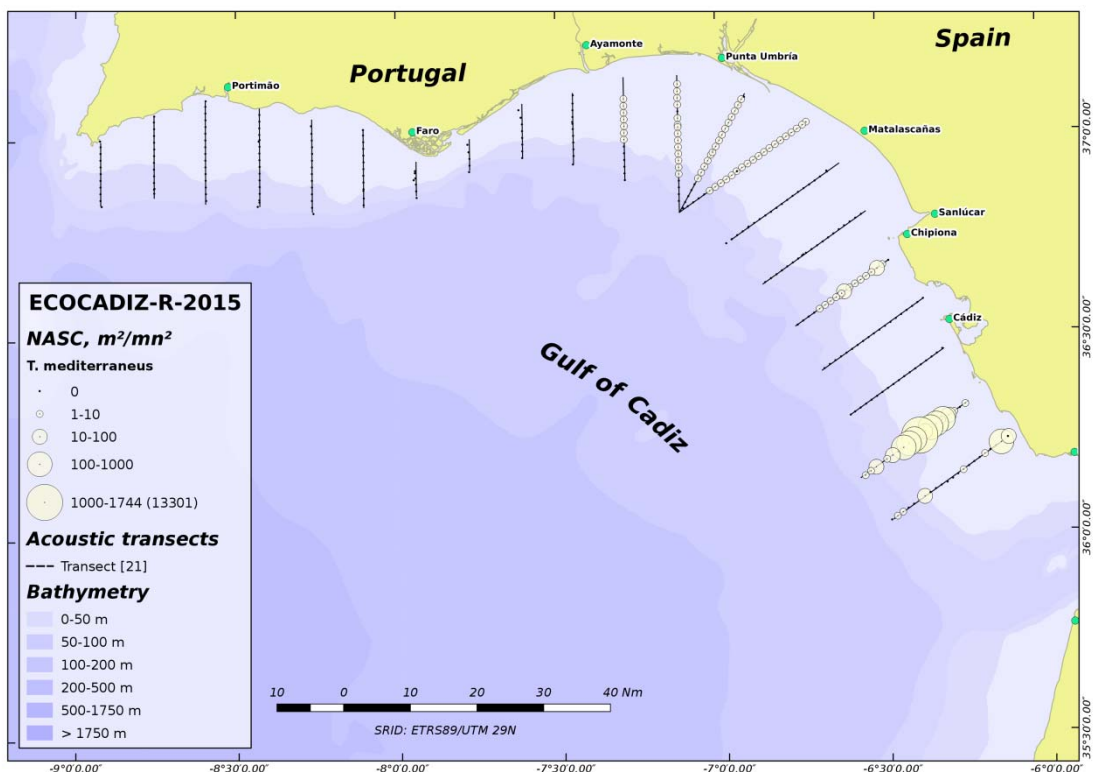 Spain
Ayamonte
Punta Umbría
Portugal
Portimão
Faro
Matalascañas
Sanlúcar
Chipiona
Cádiz
Gulf of Cadiz
ECOCADIZ-R-2015
NASC, m²/mn²
T. mediterraneus
0
1-10
10-100
100-1000
1000-1744 (13301)
Acoustic transects
Transect [21]
Bathymetry
0-50 m
50-100 m
100-200 m
200-500 m
500-1750 m
> 1750 m
10 0 10 20 30 40 Nm
SRID: ETRS89/UTM 29N
37°0'0.00"
36°30'0.00"
36°0'0.00"
35°30'0.00"
-9°0'0.00" -8°30'0.00" -8°0'0.00" -7°30'0.00" -7°0'0.00" -6°30'0.00" -6°0'0.00"